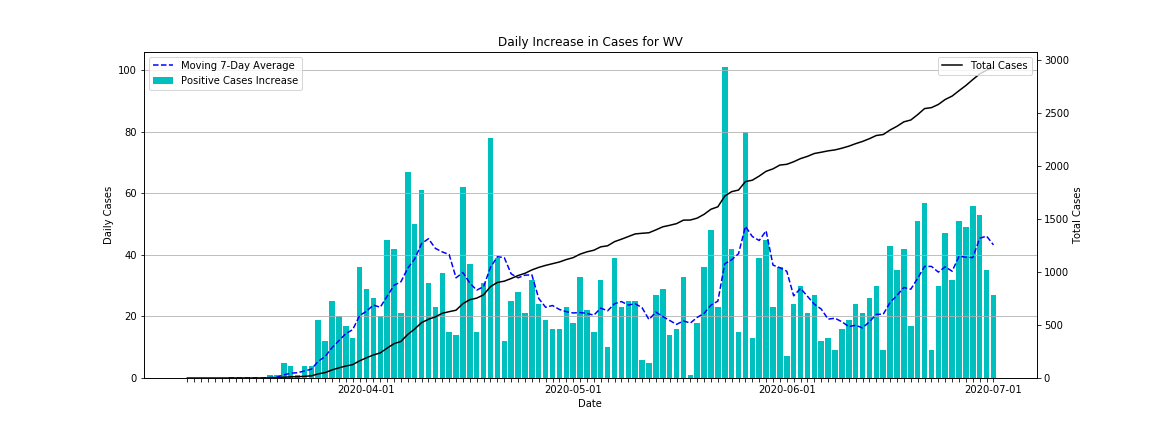 Daily Increase in Cases for WV
Moving 7-Day Average
Positive Cases Increase
Total Cases
Daily Cases
100
80
60
40
20
0
3000
2500
2000
1500
1000
500
0
Total Cases
2020-04-01
2020-05-01
2020-06-01
2020-07-01
Date